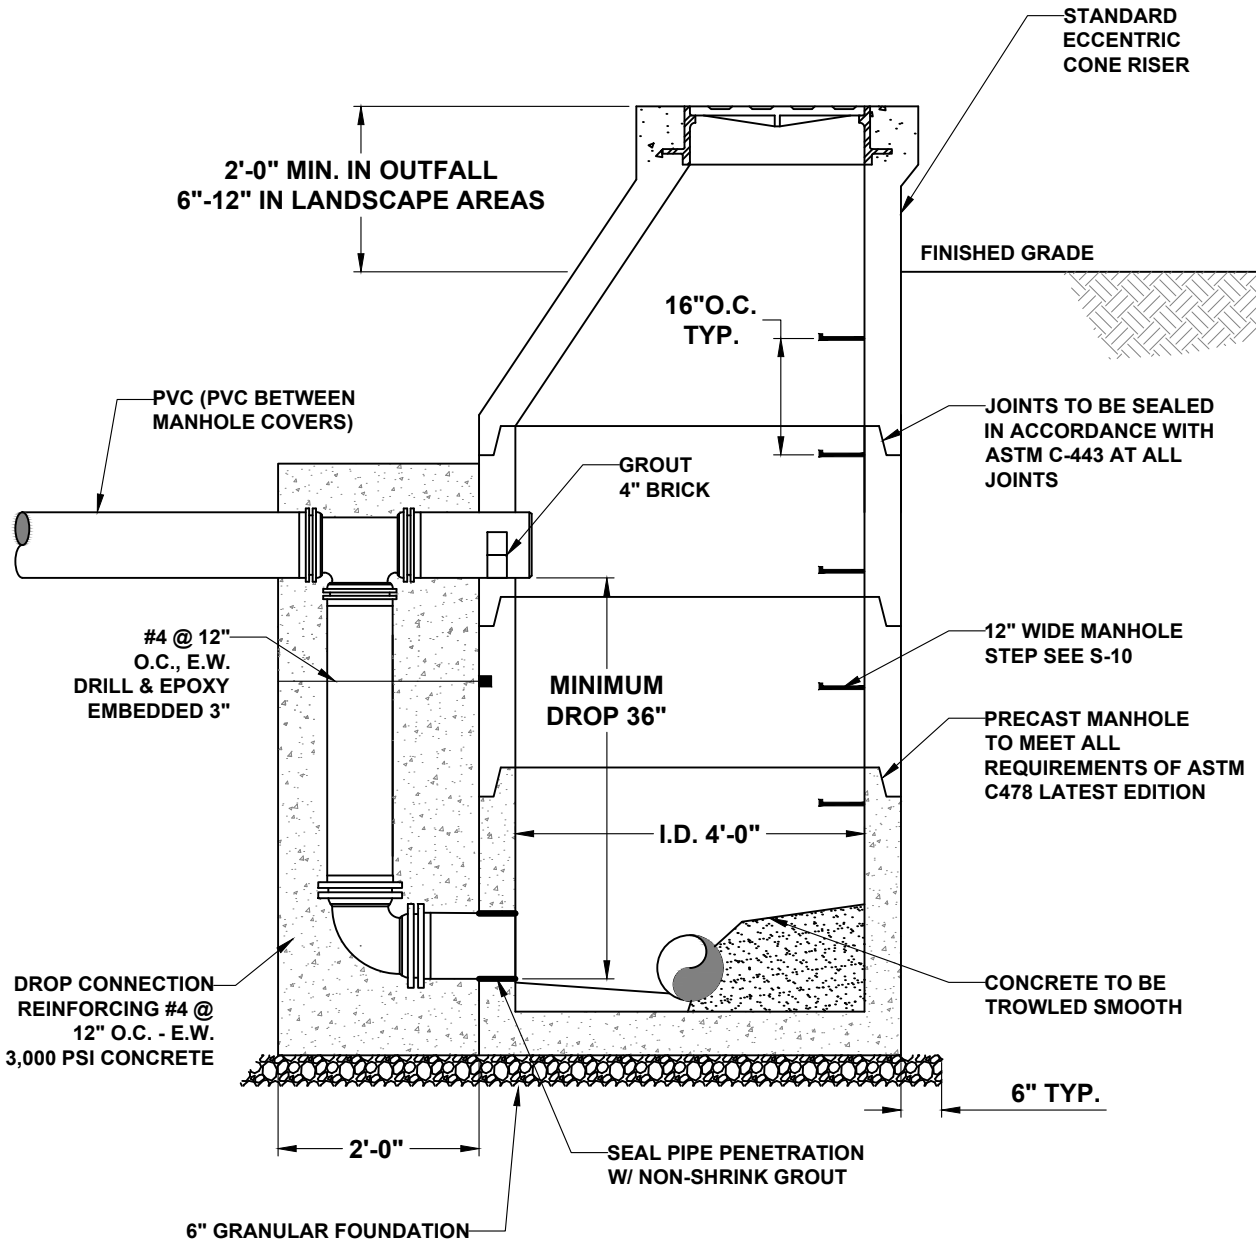 STANDARD
ECCENTRIC
CONE RISER
2'-0" MIN. IN OUTFALL
6"-12" IN LANDSCAPE AREAS
FINISHED GRADE
16"O.C.
TYP.
PVC (PVC BETWEEN
MANHOLE COVERS)
JOINTS TO BE SEALED
IN ACCORDANCE WITH
ASTM C-443 AT ALL
JOINTS
GROUT
4" BRICK
#4 @ 12"
O.C., E.W.
DRILL & EPOXY
EMBEDDED 3"
12" WIDE MANHOLE
STEP SEE S-10
MINIMUM
DROP 36"
PRECAST MANHOLE
TO MEET ALL
REQUIREMENTS OF ASTM
C478 LATEST EDITION
I.D. 4'-0"
DROP CONNECTION
REINFORCING #4 @
12" O.C. - E.W.
3,000 PSI CONCRETE
CONCRETE TO BE
TROWLED SMOOTH
6" TYP.
2'-0"
SEAL PIPE PENETRATION
W/ NON-SHRINK GROUT
6" GRANULAR FOUNDATION